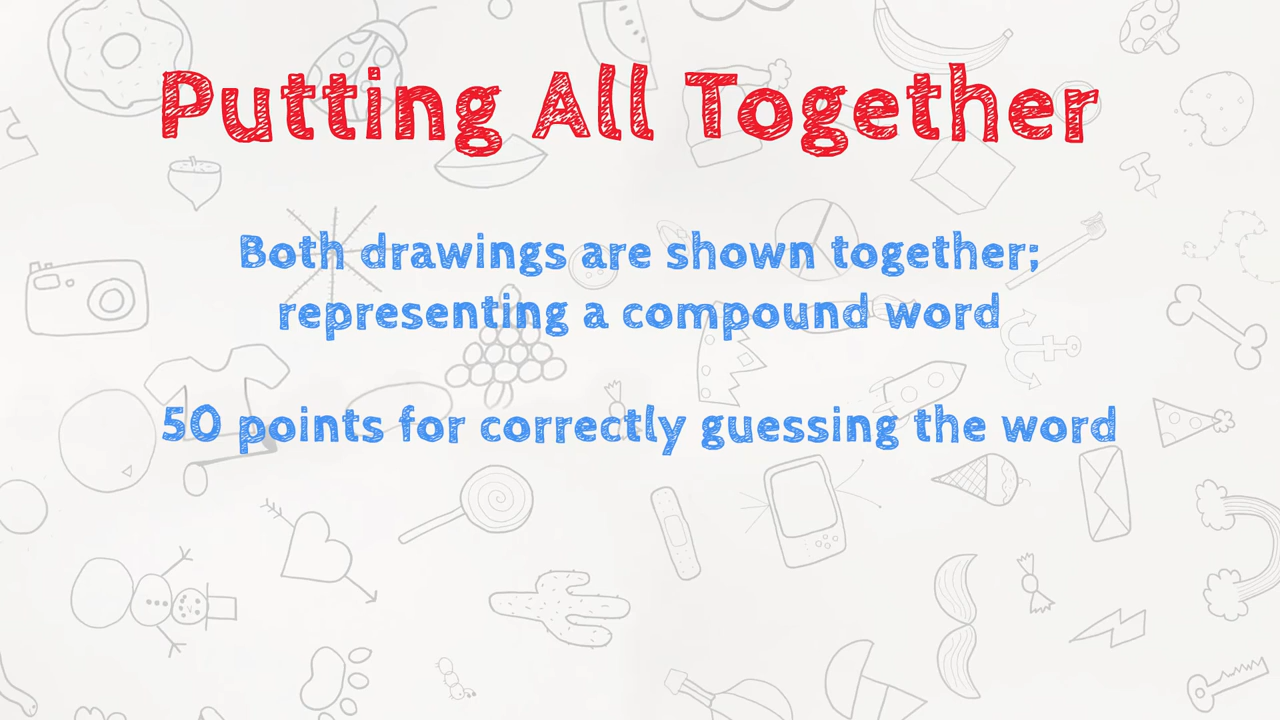 Putting All Together
Both drawings are shown together;
representing a compound word
50 points for correctly guessing the word